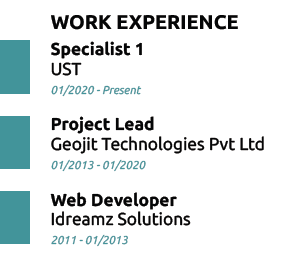 WORK EXPERIENCE
Specialist 1
UST
01/2020 - Present
Project Lead
Geojit Technologies Pvt Ltd
01/2013 - 01/2020
Web Developer
Idreamz Solutions
2011 - 01/2013